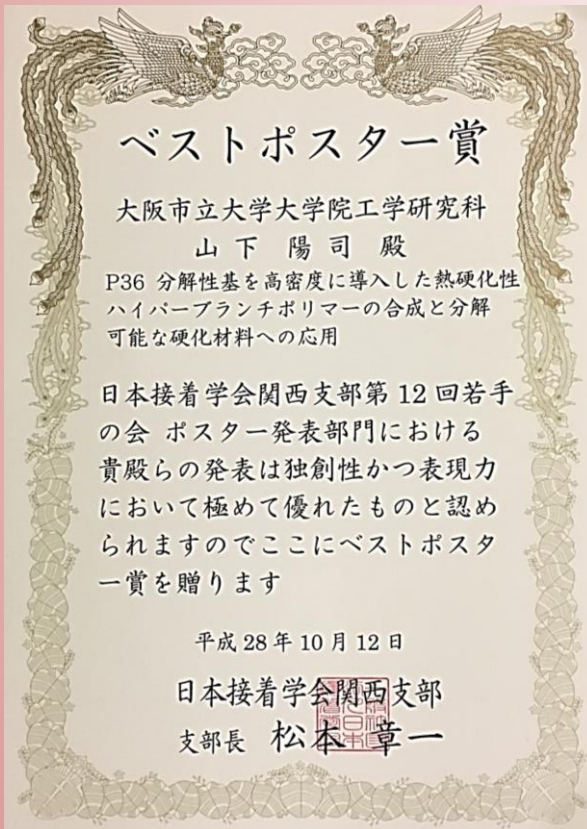 ベストポスター賞
大阪市立大学大学院工学研究科
山下 陽司 殿
P36 分解性基を高密度に導入した熱硬化性
ハイパーブランチポリマーの合成と分解
可能な硬化材料への応用
日本接着学会関西支部第12回若手
の会 ポスター発表部門における
貴殿らの発表は独創性かつ表現力
において極めて優れたものと認め
られますのでここにベストポスタ
ー賞を贈ります
平成28年10月12日
日本接着学会関西支部
支部長 松本 章一